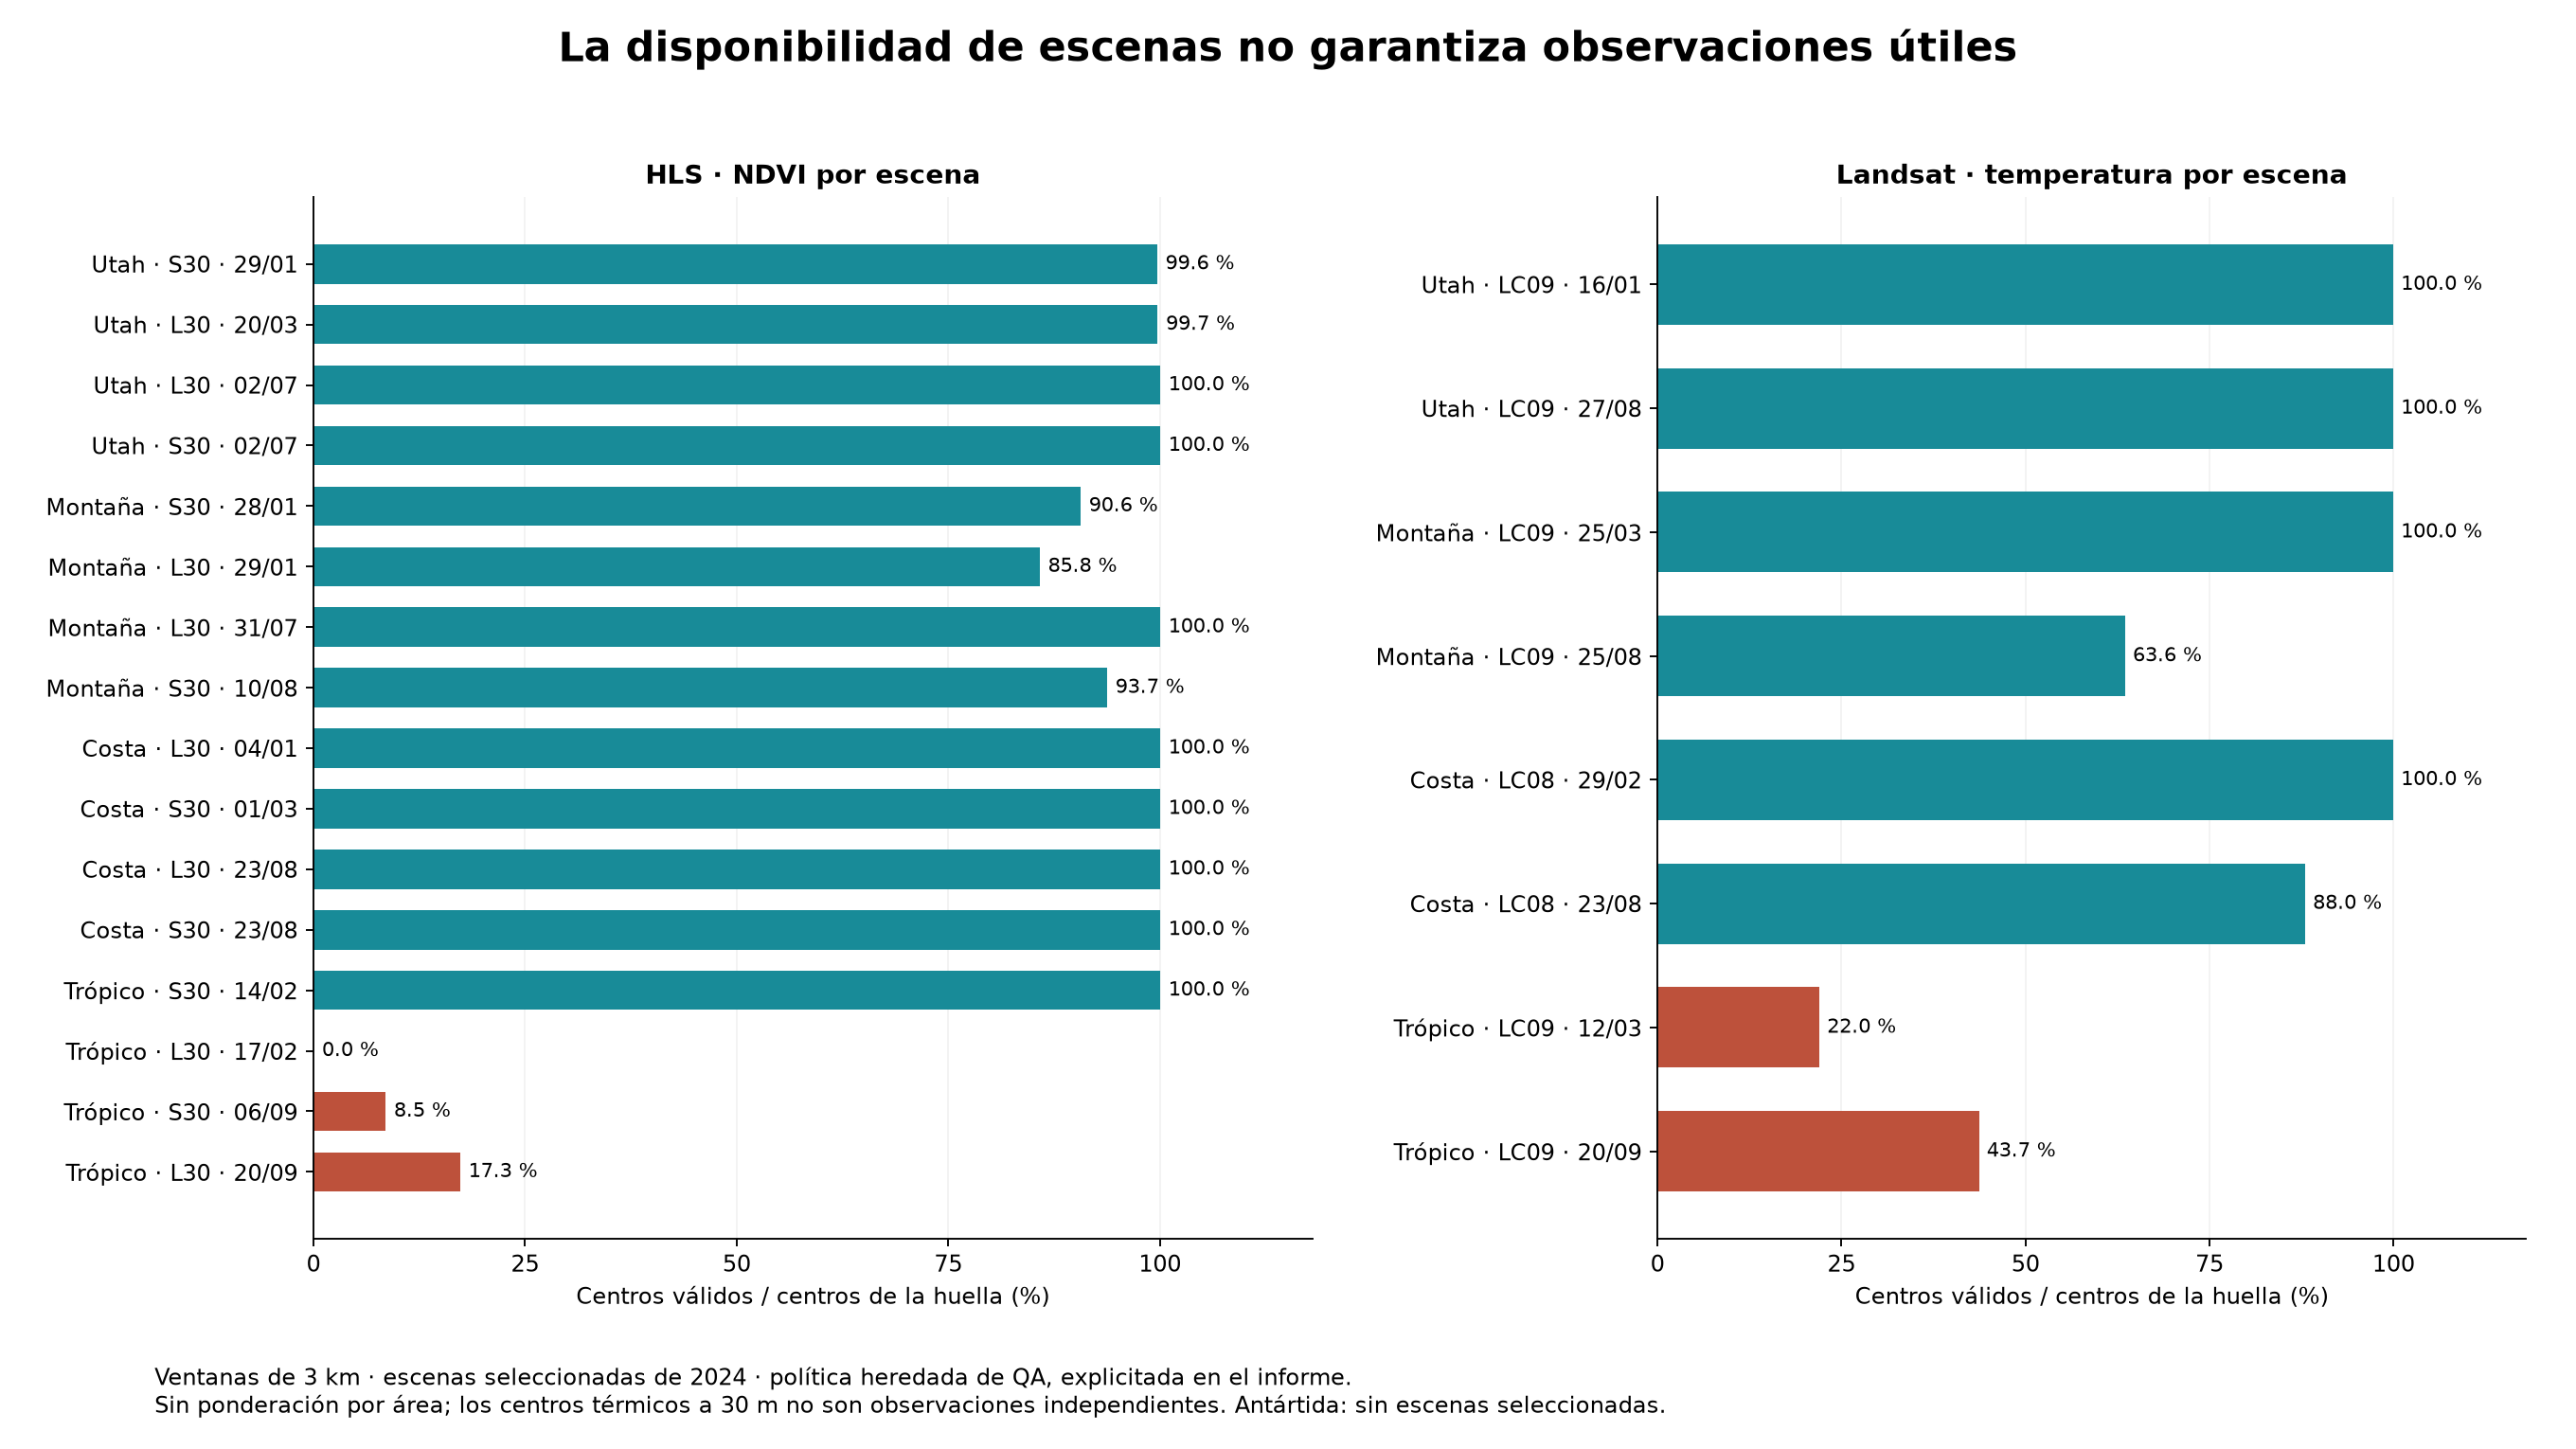 La disponibilidad de escenas no garantiza observaciones útiles
HLS · NDVI por escena
Utah · S30 · 29/01 99.6 %
Utah · L30 · 20/03 99.7 %
Utah · L30 · 02/07 100.0 %
Utah · S30 · 02/07 100.0 %
Montaña · S30 · 28/01 90.6 %
Montaña · L30 · 29/01 85.8 %
Montaña · L30 · 31/07 100.0 %
Montaña · S30 · 10/08 93.7 %
Costa · L30 · 04/01 100.0 %
Costa · S30 · 01/03 100.0 %
Costa · L30 · 23/08 100.0 %
Costa · S30 · 23/08 100.0 %
Trópico · S30 · 14/02 100.0 %
Trópico · L30 · 17/02 0.0 %
Trópico · S30 · 06/09 8.5 %
Trópico · L30 · 20/09 17.3 %
0 25 50 75 100
Centros válidos / centros de la huella (%)
Landsat · temperatura por escena
Utah · LC09 · 16/01 100.0 %
Utah · LC09 · 27/08 100.0 %
Montaña · LC09 · 25/03 100.0 %
Montaña · LC09 · 25/08 63.6 %
Costa · LC08 · 29/02 100.0 %
Costa · LC08 · 23/08 88.0 %
Trópico · LC09 · 12/03 22.0 %
Trópico · LC09 · 20/09 43.7 %
0 25 50 75 100
Centros válidos / centros de la huella (%)
Ventanas de 3 km · escenas seleccionadas de 2024 · política heredada de QA, explicitada en el informe.
Sin ponderación por área; los centros térmicos a 30 m no son observaciones independientes. Antártida: sin escenas seleccionadas.